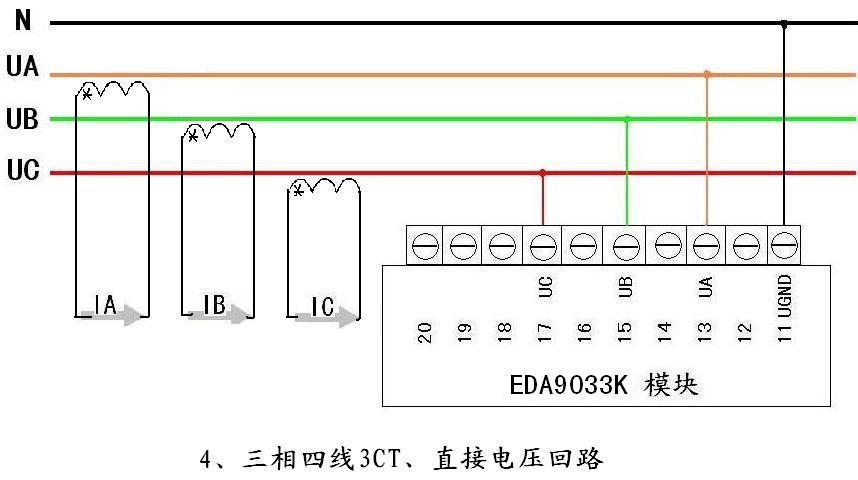 N
UA
UB
UC
*
*
*
IA
IB
IC
UC
UB
UA
UGND
20
19
18
17
16
15
14
13
12
11
EDA9033K 模块
4、三相四线3CT、直接电压回路